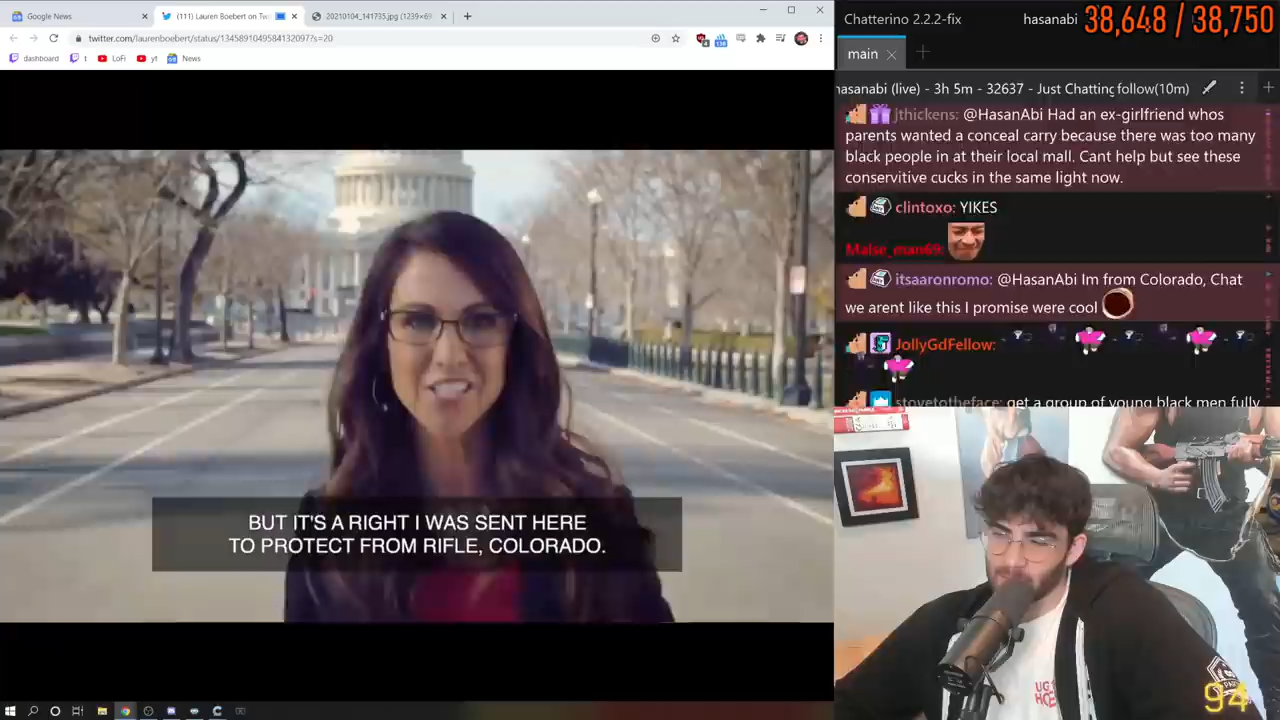 Google News
(111) Lauren Boebert on Tw
20210104_141735.jpg (1239×69
twitter.com/laurenboebert/status/1345891049584132097?s=20
dashboard
t
LoFi
yt
News
BUT IT'S A RIGHT I WAS SENT HERE
TO PROTECT FROM RIFLE, COLORADO.
Chatterino 2.2.2-fix
hasanabi
38,648 / 38,750
main
hasanabi (live) - 3h 5m - 32637 - Just Chatting
follow(10m)
jthickens: @HasanAbi Had an ex-girlfriend whos
parents wanted a conceal carry because there was too many
black people in at their local mall. Cant help but see these
conservitive cucks in the same light now.
clintoxo: YIKES
Malse_man69:
itsaaronromo: @HasanAbi Im from Colorado, Chat
we arent like this I promise were cool
JollyGdFellow:
stovetotheface: get a group of young black men fully
94